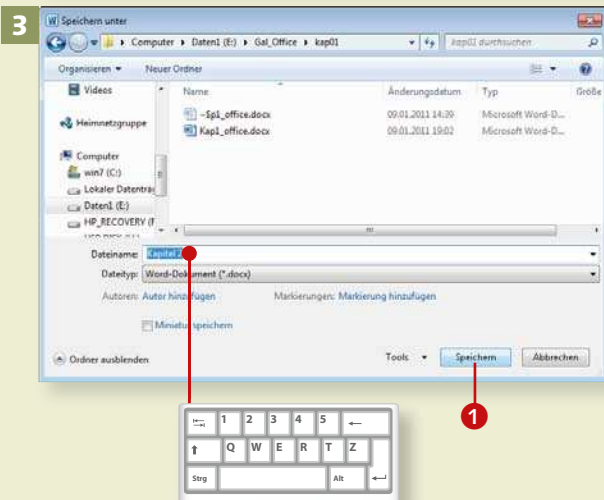 3
Speichern unter
Computer ▸ Daten1 (E:) ▸ Gal_Office ▸ kap01
kap01 durchsuchen
Organisieren
Neuer Ordner
Videos
Name
Änderungsdatum
Typ
Größe
~$p1_office.docx
09.01.2011 14:39
Microsoft Word-D...
Heimnetzgruppe
Kap1_office.docx
09.01.2011 19:02
Microsoft Word-D...
Computer
win7 (C:)
Lokaler Datenträ
Daten1 (E:)
HP_RECOVERY (F
Dateiname: Kapitel 2
Dateityp: Word-Dokument (*.docx)
Autoren: Autor hinzufügen
Markierungen: Markierung hinzufügen
Miniatur speichern
Ordner ausblenden
Tools
Speichern
Abbrechen
1
1 2 3 4 5
Q W E R T Z
Strg
Alt